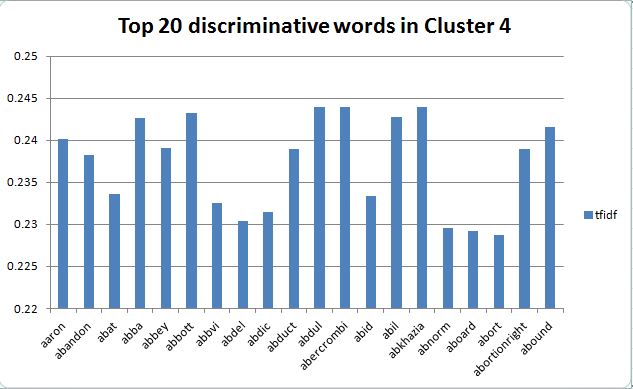 Top 20 discriminative words in Cluster 4
0.25
0.245
0.24
0.235
0.23
0.225
0.22
aaron
abandon
abat
abba
abbey
abbott
abbvi
abdel
abdic
abduct
abdul
abercrombi
abid
abil
abkhazia
abnorm
aboard
abort
abortionright
abound
tfidf